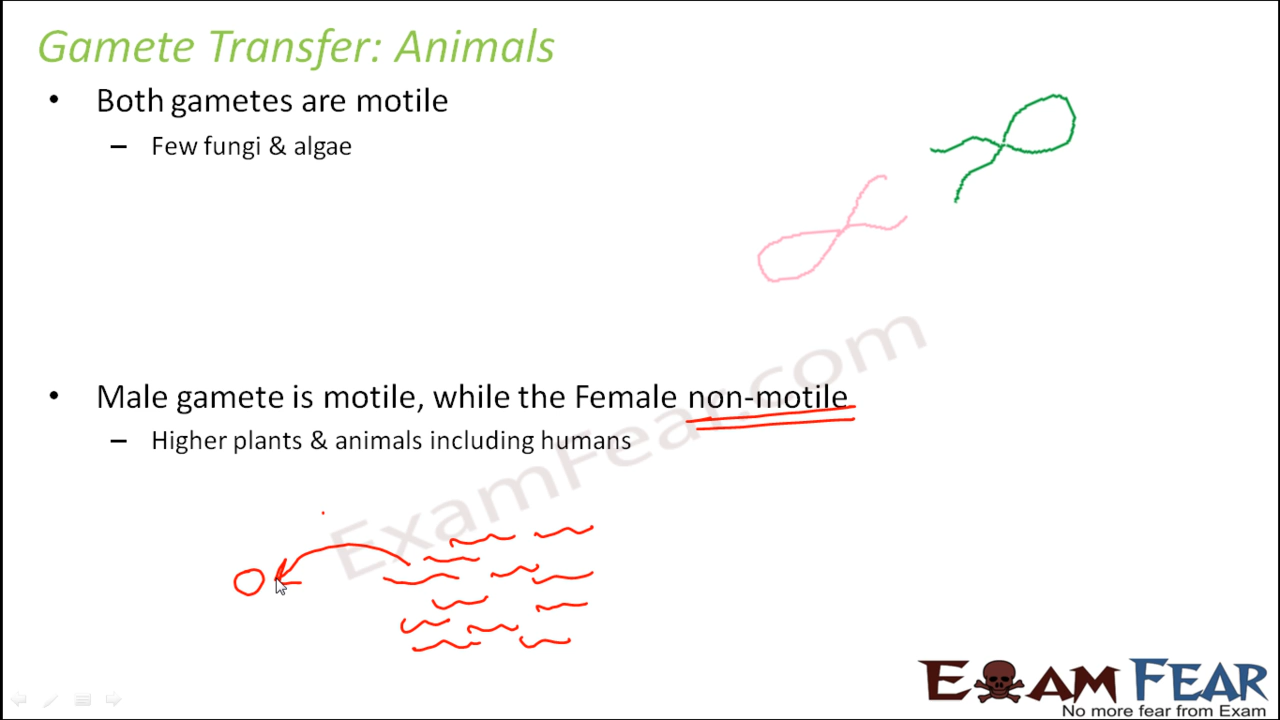 Gamete Transfer: Animals
• Both gametes are motile
– Few fungi & algae
• Male gamete is motile, while the Female non-motile
– Higher plants & animals including humans
ExamFear.com
EXAM FEAR
No more fear from Exam